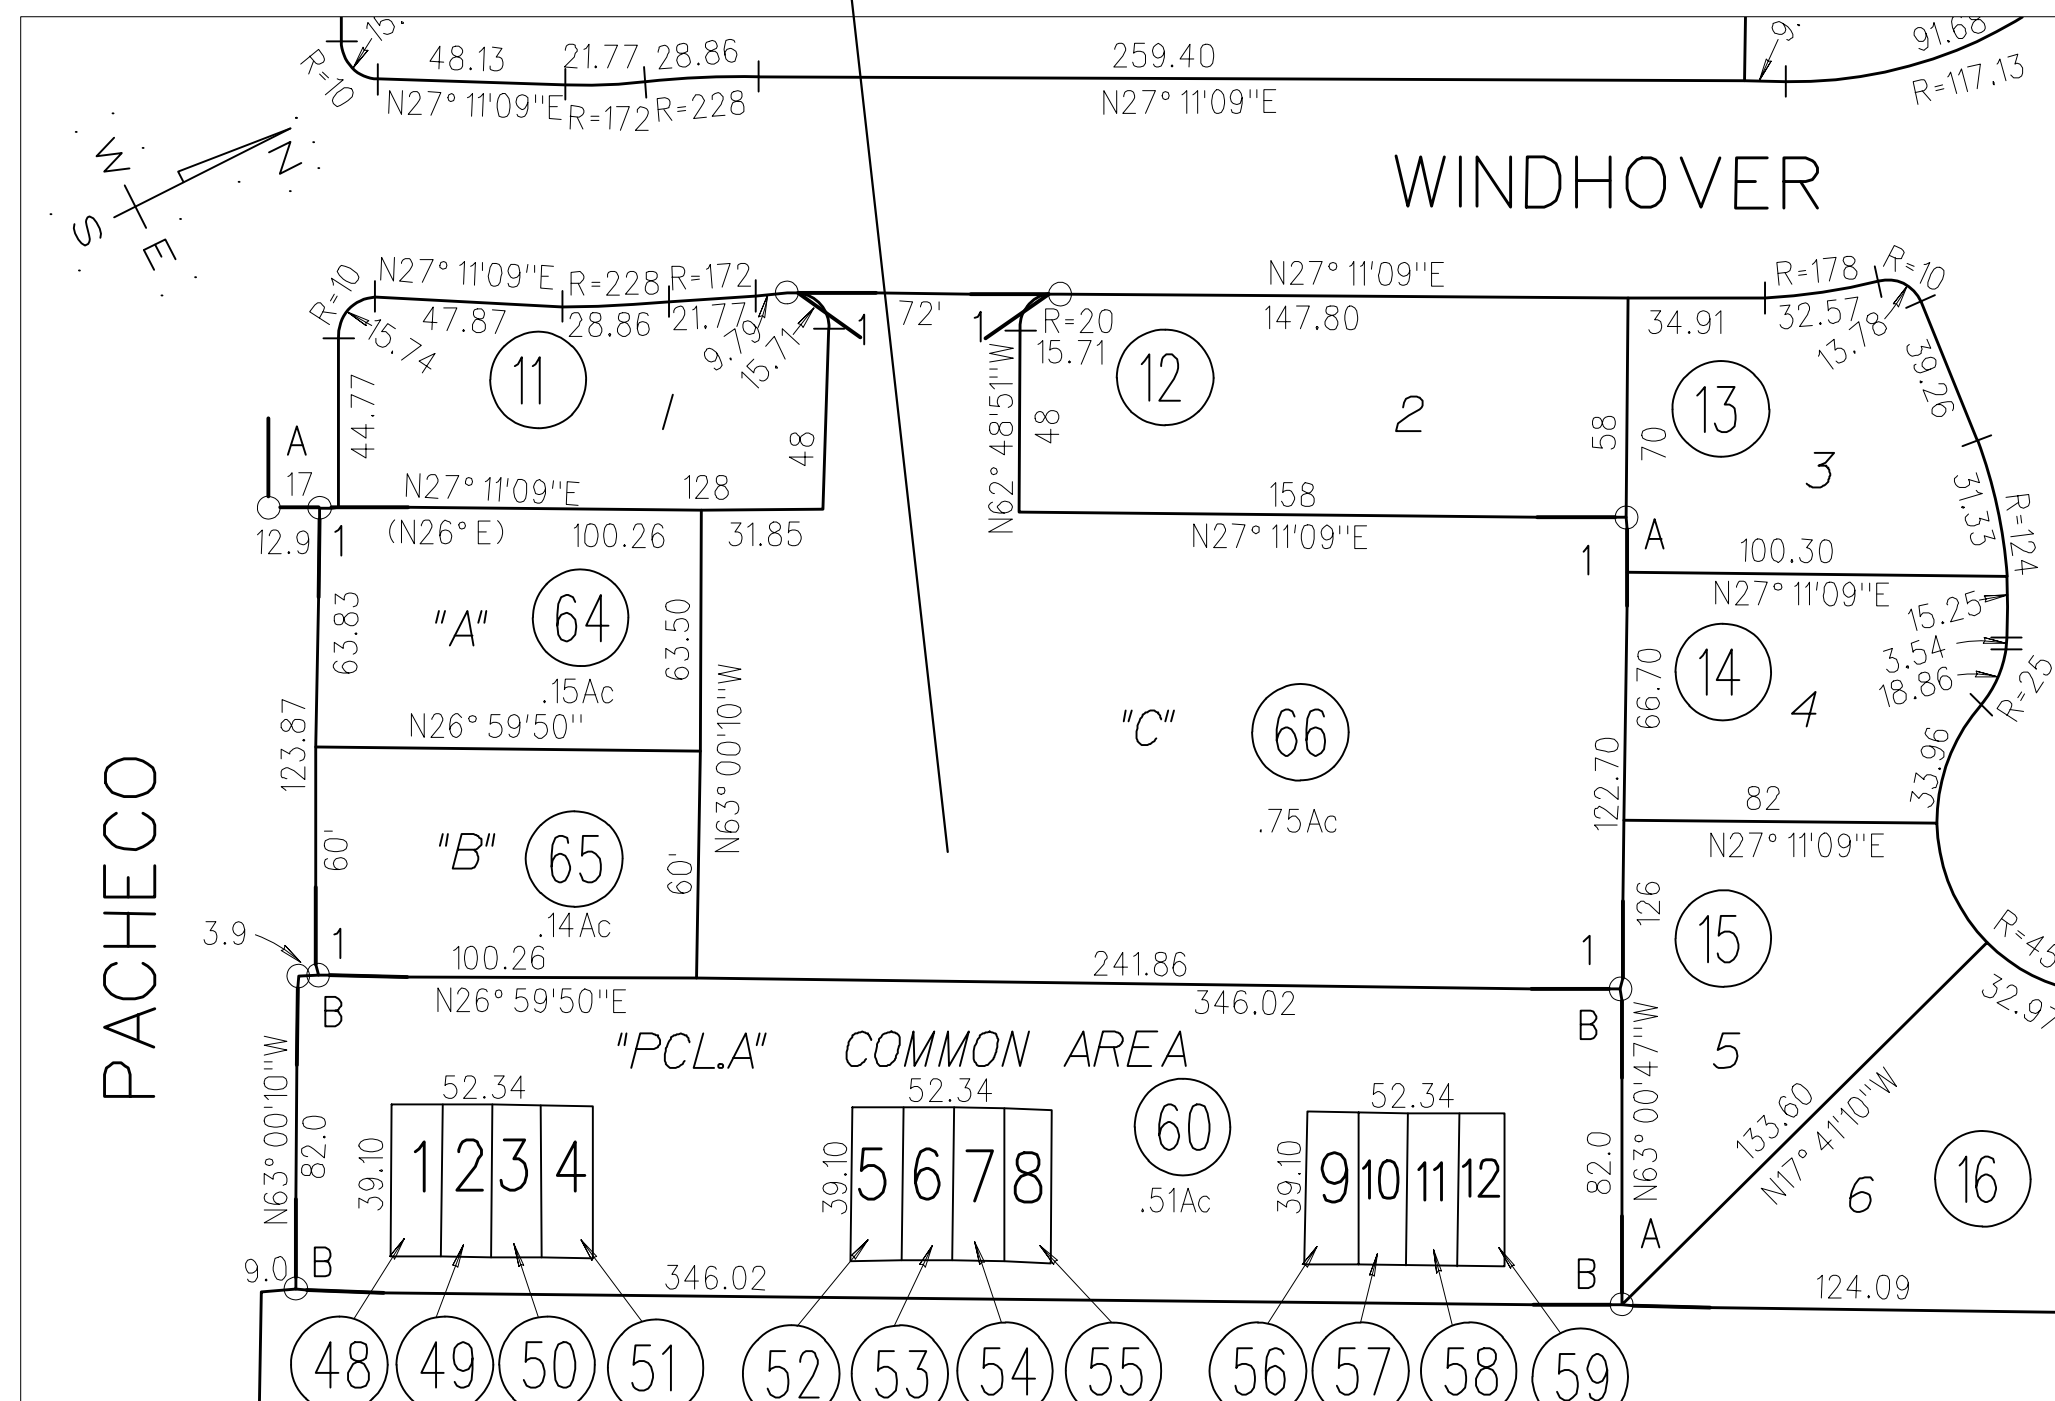 15.
48.13
21.77
28.86
259.40
9.
91.68
R=10
N27°11'09"E
R=172
R=228
N27°11'09"E
R=117.13
W
N
S
E
WINDHOVER
R=10
N27°11'09"E
R=228
R=172
N27°11'09"E
R=178
R=10
15.74
47.87
28.86
21.77
9.79
15.71
1
72'
1
R=20
15.71
147.80
34.91
32.57
13.78
39.26
11
1
12
2
13
3
44.77
48
N62°48'51"W
48
58
70
31.33
R=124
A
17
N27°11'09"E
128
158
12.9
1
(N26°E)
100.26
31.85
N27°11'09"E
1
A
100.30
N27°11'09"E
63.83
"A"
64
63.50
.15Ac
N26°59'50"
N63°00'10"W
"C"
66
.75Ac
66.70
14
4
15.25
3.54
18.86
R=25
33.96
123.87
122.70
82
N27°11'09"E
PACHECO
60'
"B"
65
60'
.14Ac
126
15
3.9
1
100.26
241.86
1
R=45
32.97
B
N26°59'50"E
346.02
B
"PCL.A" COMMON AREA
5
N63°00'10"W
82.0
52.34
52.34
60
.51Ac
52.34
82.0
N63°00'47"W
133.60
N17°41'10"W
39.10
1
2
3
4
39.10
5
6
7
8
39.10
9
10
11
12
6
16
A
9.0
B
346.02
B
124.09
48
49
50
51
52
53
54
55
56
57
58
59